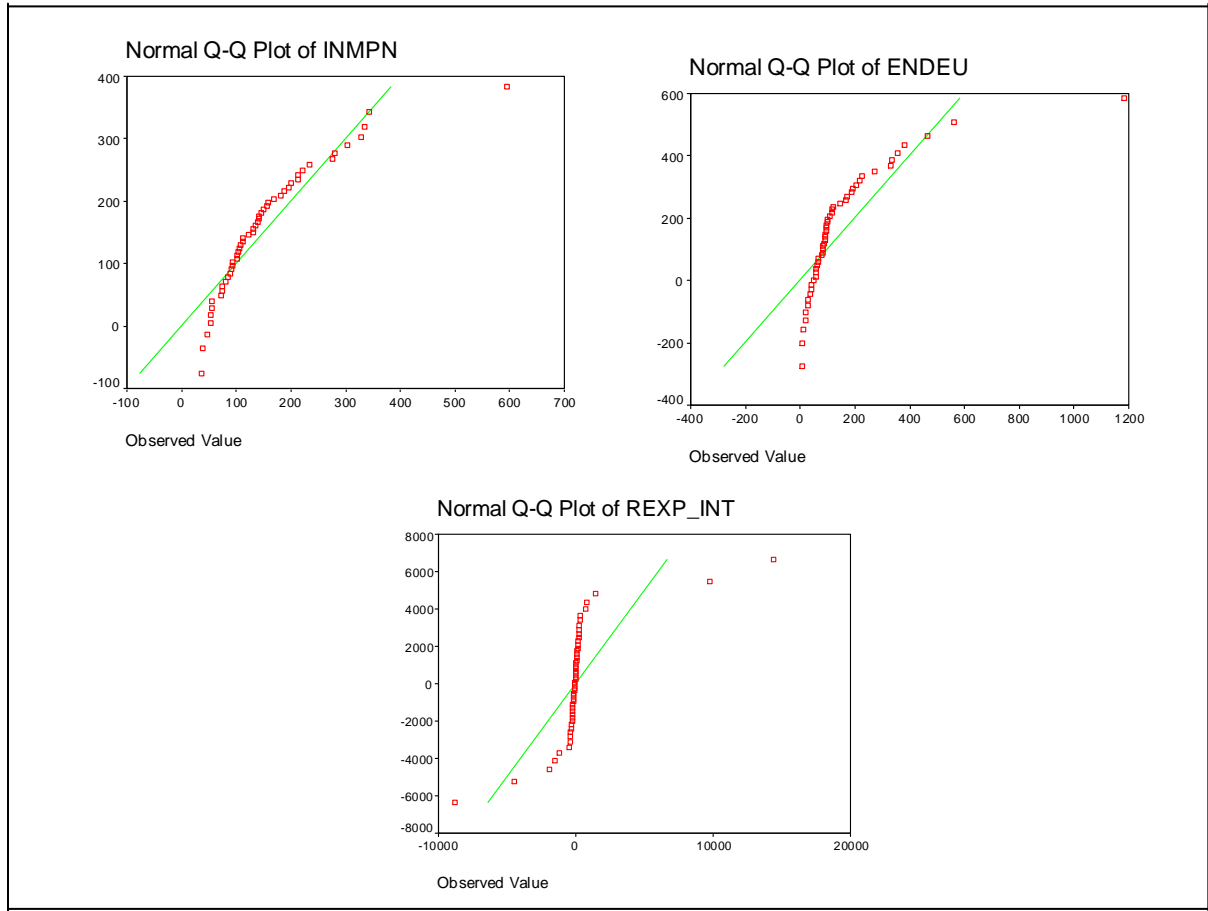 Normal Q-Q Plot of INMPN
400
300
200
100
0
-100
-100 0 100 200 300 400 500 600 700
Observed Value
Normal Q-Q Plot of ENDEU
600
400
200
0
-200
-400
-400 -200 0 200 400 600 800 1000 1200
Observed Value
Normal Q-Q Plot of REXP_INT
8000
6000
4000
2000
0
-2000
-4000
-6000
-8000
-10000 0 10000 20000
Observed Value